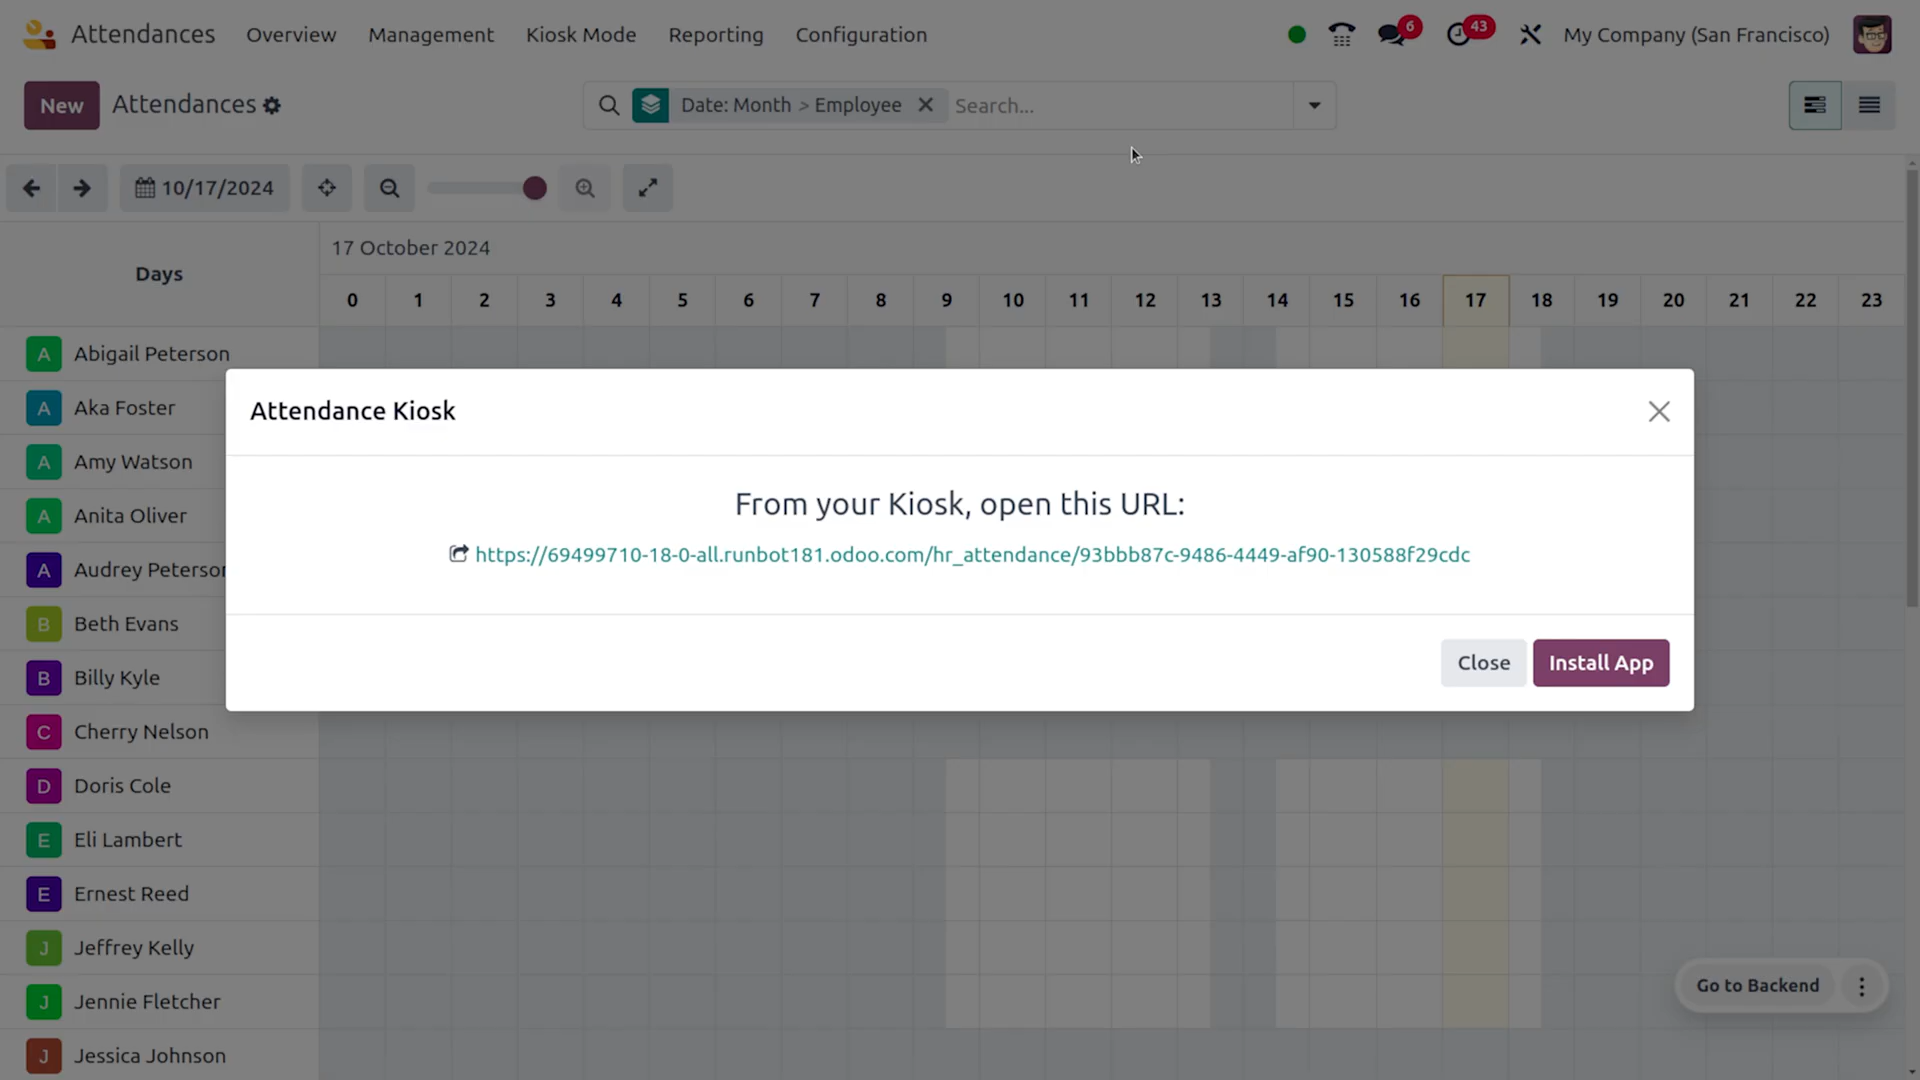 Attendances Overview Management Kiosk Mode Reporting Configuration 6 43 My Company (San Francisco)
New Attendances Date: Month > Employee Search...
10/17/2024
17 October 2024
Days
0 1 2 3 4 5 6 7 8 9 10 11 12 13 14 15 16 17 18 19 20 21 22 23
A Abigail Peterson
A Aka Foster
Attendance Kiosk
A Amy Watson
From your Kiosk, open this URL:
A Anita Oliver
https://69499710-18-0-all.runbot181.odoo.com/hr_attendance/93bbb87c-9486-4449-af90-130588f29cdc
A Audrey Peterson
B Beth Evans
Close Install App
B Billy Kyle
C Cherry Nelson
D Doris Cole
E Eli Lambert
E Ernest Reed
J Jeffrey Kelly
Go to Backend
J Jennie Fletcher
J Jessica Johnson